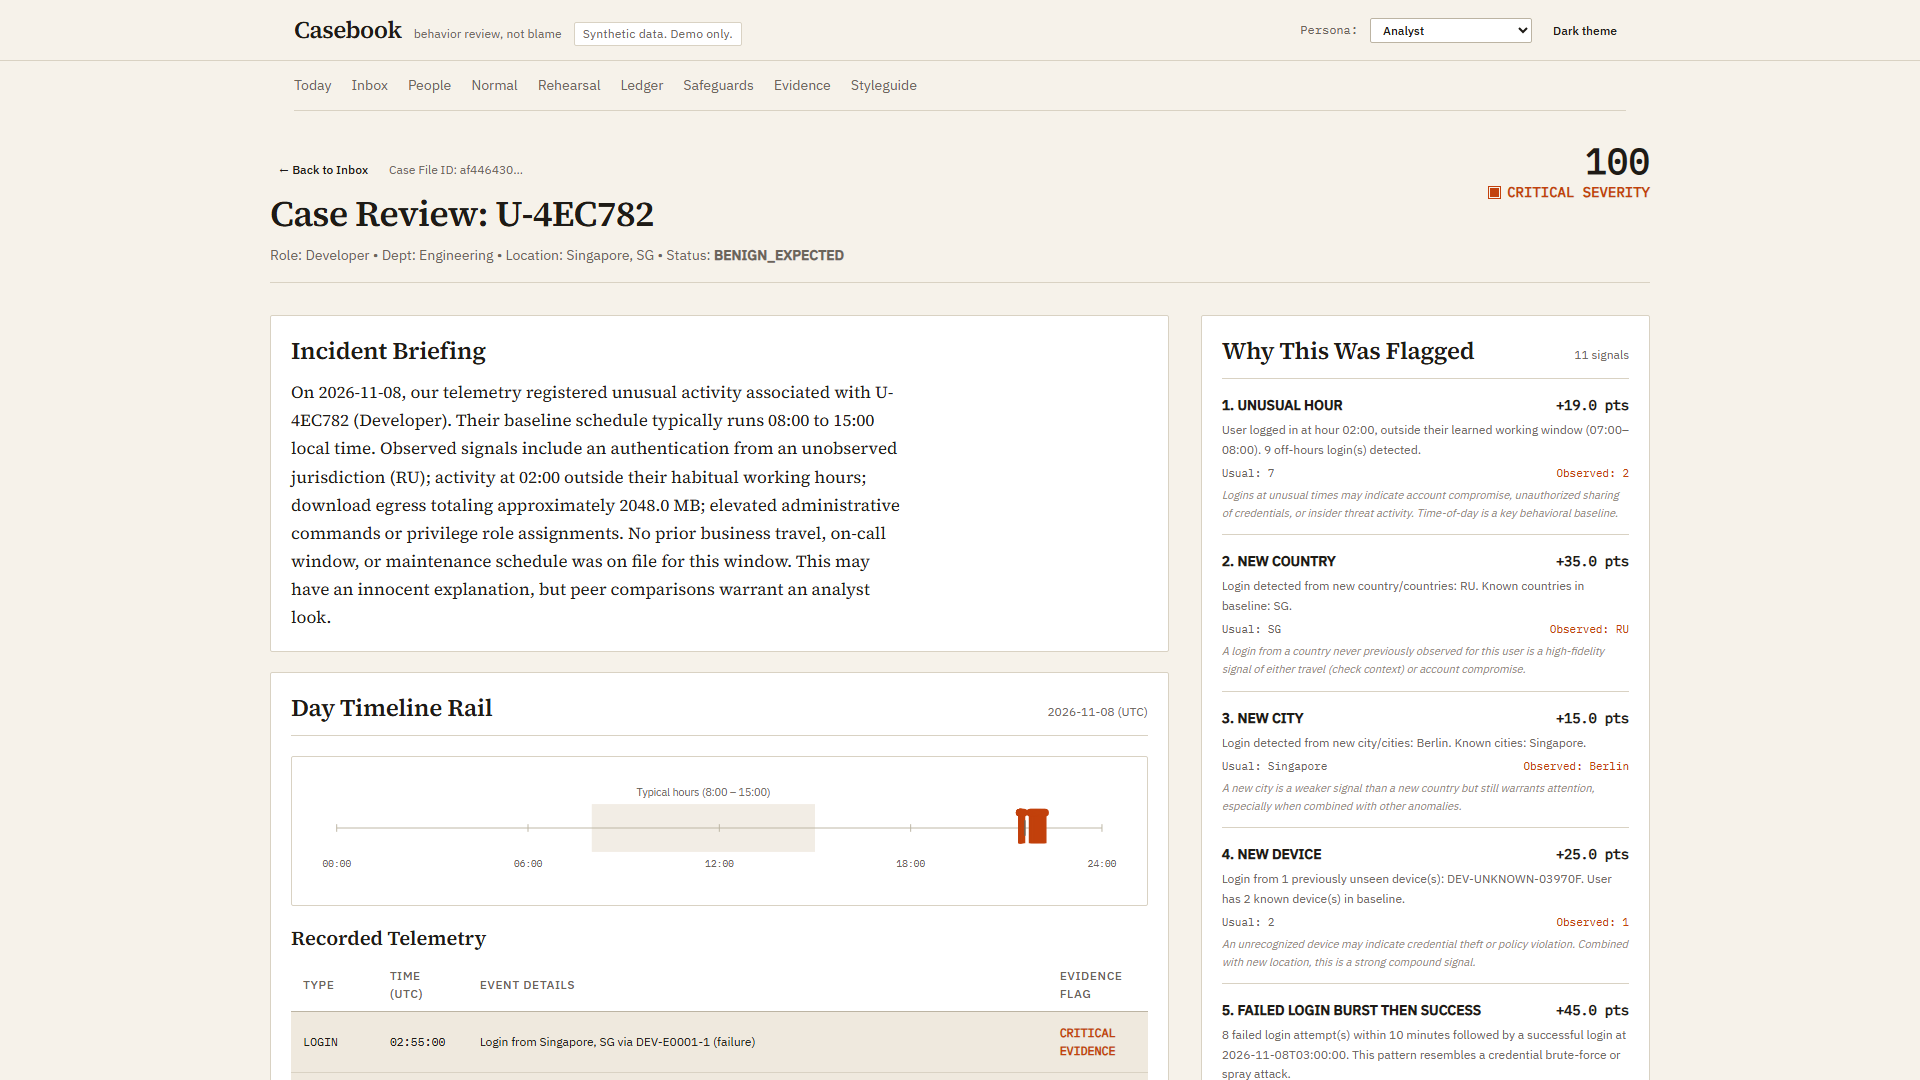 Casebook behavior review, not blame Synthetic data. Demo only.
Persona: Analyst Dark theme
Today Inbox People Normal Rehearsal Ledger Safeguards Evidence Styleguide
← Back to Inbox Case File ID: af446430...
100
CRITICAL SEVERITY
Case Review: U-4EC782
Role: Developer • Dept: Engineering • Location: Singapore, SG • Status: BENIGN_EXPECTED
Incident Briefing
On 2026-11-08, our telemetry registered unusual activity associated with U-
4EC782 (Developer). Their baseline schedule typically runs 08:00 to 15:00
local time. Observed signals include an authentication from an unobserved
jurisdiction (RU); activity at 02:00 outside their habitual working hours;
download egress totaling approximately 2048.0 MB; elevated administrative
commands or privilege role assignments. No prior business travel, on-call
window, or maintenance schedule was on file for this window. This may
have an innocent explanation, but peer comparisons warrant an analyst
look.
Day Timeline Rail 2026-11-08 (UTC)
Typical hours (8:00 – 15:00)
00:00 06:00 12:00 18:00 24:00
Recorded Telemetry
TYPE TIME (UTC) EVENT DETAILS EVIDENCE FLAG
LOGIN 02:55:00 Login from Singapore, SG via DEV-E0001-1 (failure) CRITICAL EVIDENCE
Why This Was Flagged 11 signals
1. UNUSUAL HOUR +19.0 pts
User logged in at hour 02:00, outside their learned working window (07:00–
08:00). 9 off-hours login(s) detected.
Usual: 7 Observed: 2
Logins at unusual times may indicate account compromise, unauthorized sharing
of credentials, or insider threat activity. Time-of-day is a key behavioral baseline.
2. NEW COUNTRY +35.0 pts
Login detected from new country/countries: RU. Known countries in
baseline: SG.
Usual: SG Observed: RU
A login from a country never previously observed for this user is a high-fidelity
signal of either travel (check context) or account compromise.
3. NEW CITY +15.0 pts
Login detected from new city/cities: Berlin. Known cities: Singapore.
Usual: Singapore Observed: Berlin
A new city is a weaker signal than a new country but still warrants attention,
especially when combined with other anomalies.
4. NEW DEVICE +25.0 pts
Login from 1 previously unseen device(s): DEV-UNKNOWN-03970F. User
has 2 known device(s) in baseline.
Usual: 2 Observed: 1
An unrecognized device may indicate credential theft or policy violation. Combined
with new location, this is a strong compound signal.
5. FAILED LOGIN BURST THEN SUCCESS +45.0 pts
8 failed login attempt(s) within 10 minutes followed by a successful login at
2026-11-08T03:00:00. This pattern resembles a credential brute-force or
spray attack.